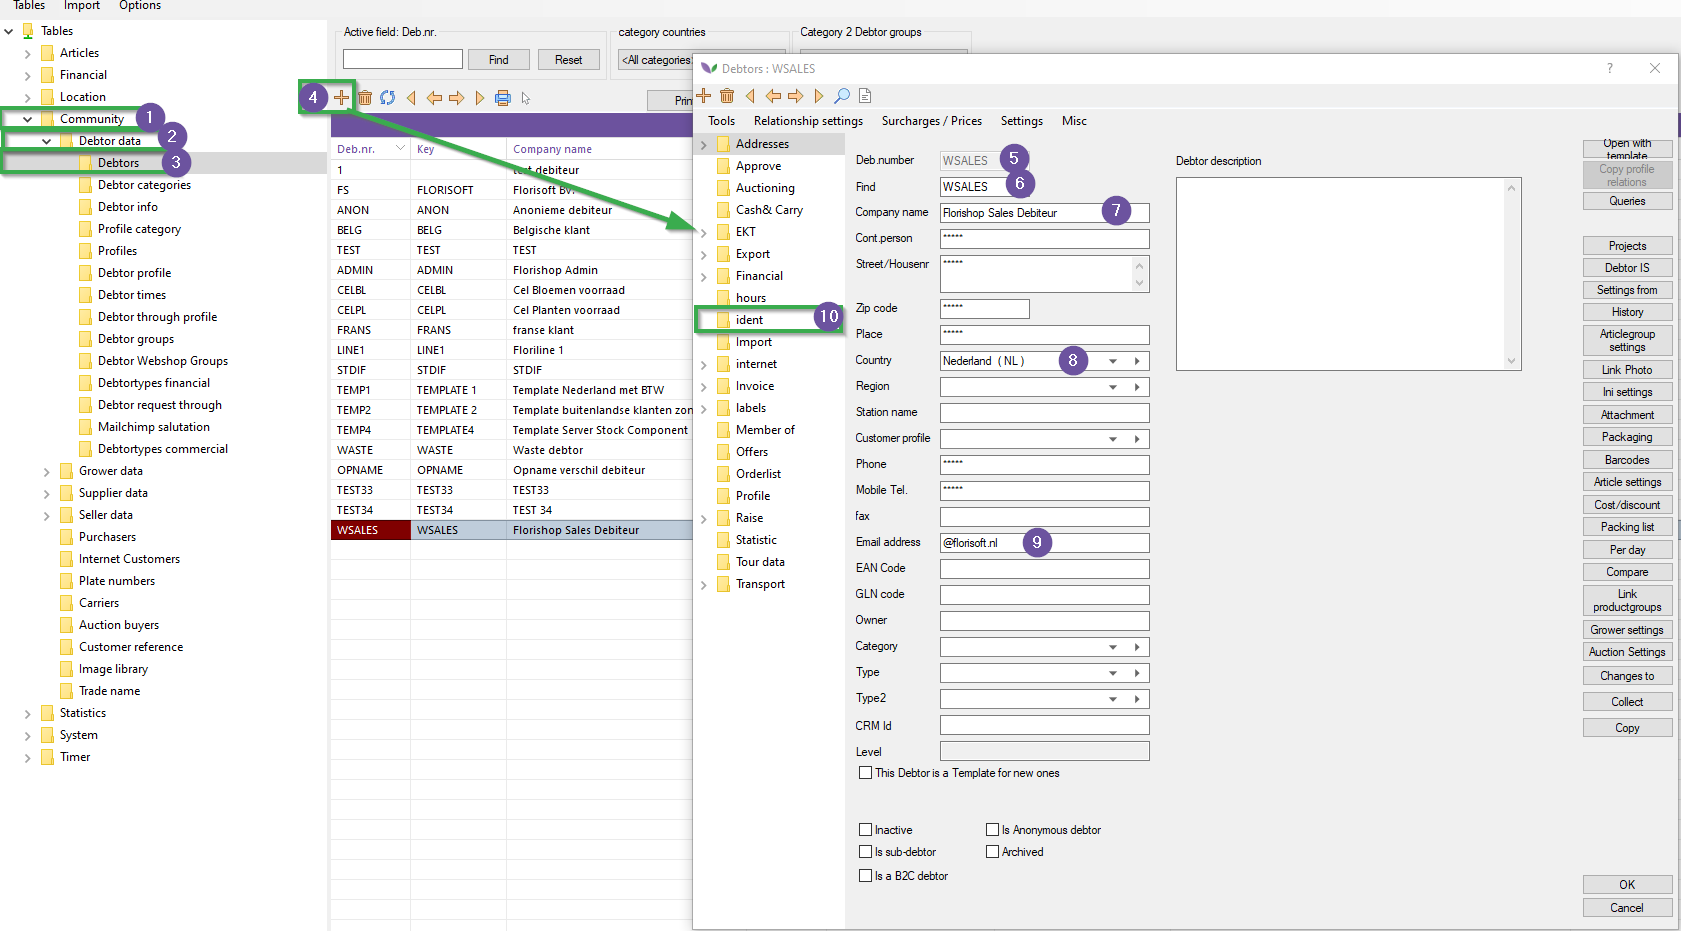 Tables Import Options
Tables
Articles
Financial
Location
Community 1
Debtor data 2
Debtors 3
Debtor categories
Debtor info
Profile category
Profiles
Debtor profile
Debtor times
Debtor through profile
Debtor groups
Debtor Webshop Groups
Debtortypes financial
Debtor request through
Mailchimp salutation
Debtortypes commercial
Grower data
Supplier data
Seller data
Purchasers
Internet Customers
Plate numbers
Carriers
Auction buyers
Customer reference
Image library
Trade name
Statistics
System
Timer
Active field: Deb.nr.
Find Reset
category countries
<All categories>
Category 2 Debtor groups
4
Prin
Deb.nr. Key Company name
1 test debiteur
FS FLORISOFT Florisoft BV.
ANON ANON Anonieme debiteur
BELG BELG Belgische klant
TEST TEST TEST
ADMIN ADMIN Florishop Admin
CELBL CELBL Cel Bloemen voorraad
CELPL CELPL Cel Planten voorraad
FRANS FRANS franse klant
LINE1 LINE1 Floriline 1
STDIF STDIF STDIF
TEMP1 TEMPLATE 1 Template Nederland met BTW
TEMP2 TEMPLATE 2 Template buitenlandse klanten zon
TEMP4 TEMPLATE4 Template Server Stock Component
WASTE WASTE Waste debtor
OPNAME OPNAME Opname verschil debiteur
TEST33 TEST33 TEST33
TEST34 TEST34 TEST 34
WSALES WSALES Florishop Sales Debiteur
Debtors : WSALES ?
Tools Relationship settings Surcharges / Prices Settings Misc
Addresses
Approve
Auctioning
Cash& Carry
EKT
Export
Financial
hours
ident 10
Import
internet
Invoice
labels
Member of
Offers
Orderlist
Profile
Raise
Statistic
Tour data
Transport
Deb.number WSALES 5
Find WSALES 6
Company name Florishop Sales Debiteur 7
Cont.person *****
Street/Housenr *****
Zip code *****
Place *****
Country Nederland ( NL ) 8
Region
Station name
Customer profile
Phone *****
Mobile Tel. *****
fax
Email address @florisoft.nl 9
EAN Code
GLN code
Owner
Category
Type
Type2
CRM Id
Level
This Debtor is a Template for new ones
Inactive Is Anonymous debtor
Is sub-debtor Archived
Is a B2C debtor
Debtor description
Open with
template
Copy profile
relations
Queries
Projects
Debtor IS
Settings from
History
Articlegroup
settings
Link Photo
Ini settings
Attachment
Packaging
Barcodes
Article settings
Cost/discount
Packing list
Per day
Compare
Link
productgroups
Grower settings
Auction Settings
Changes to
Collect
Copy
OK
Cancel